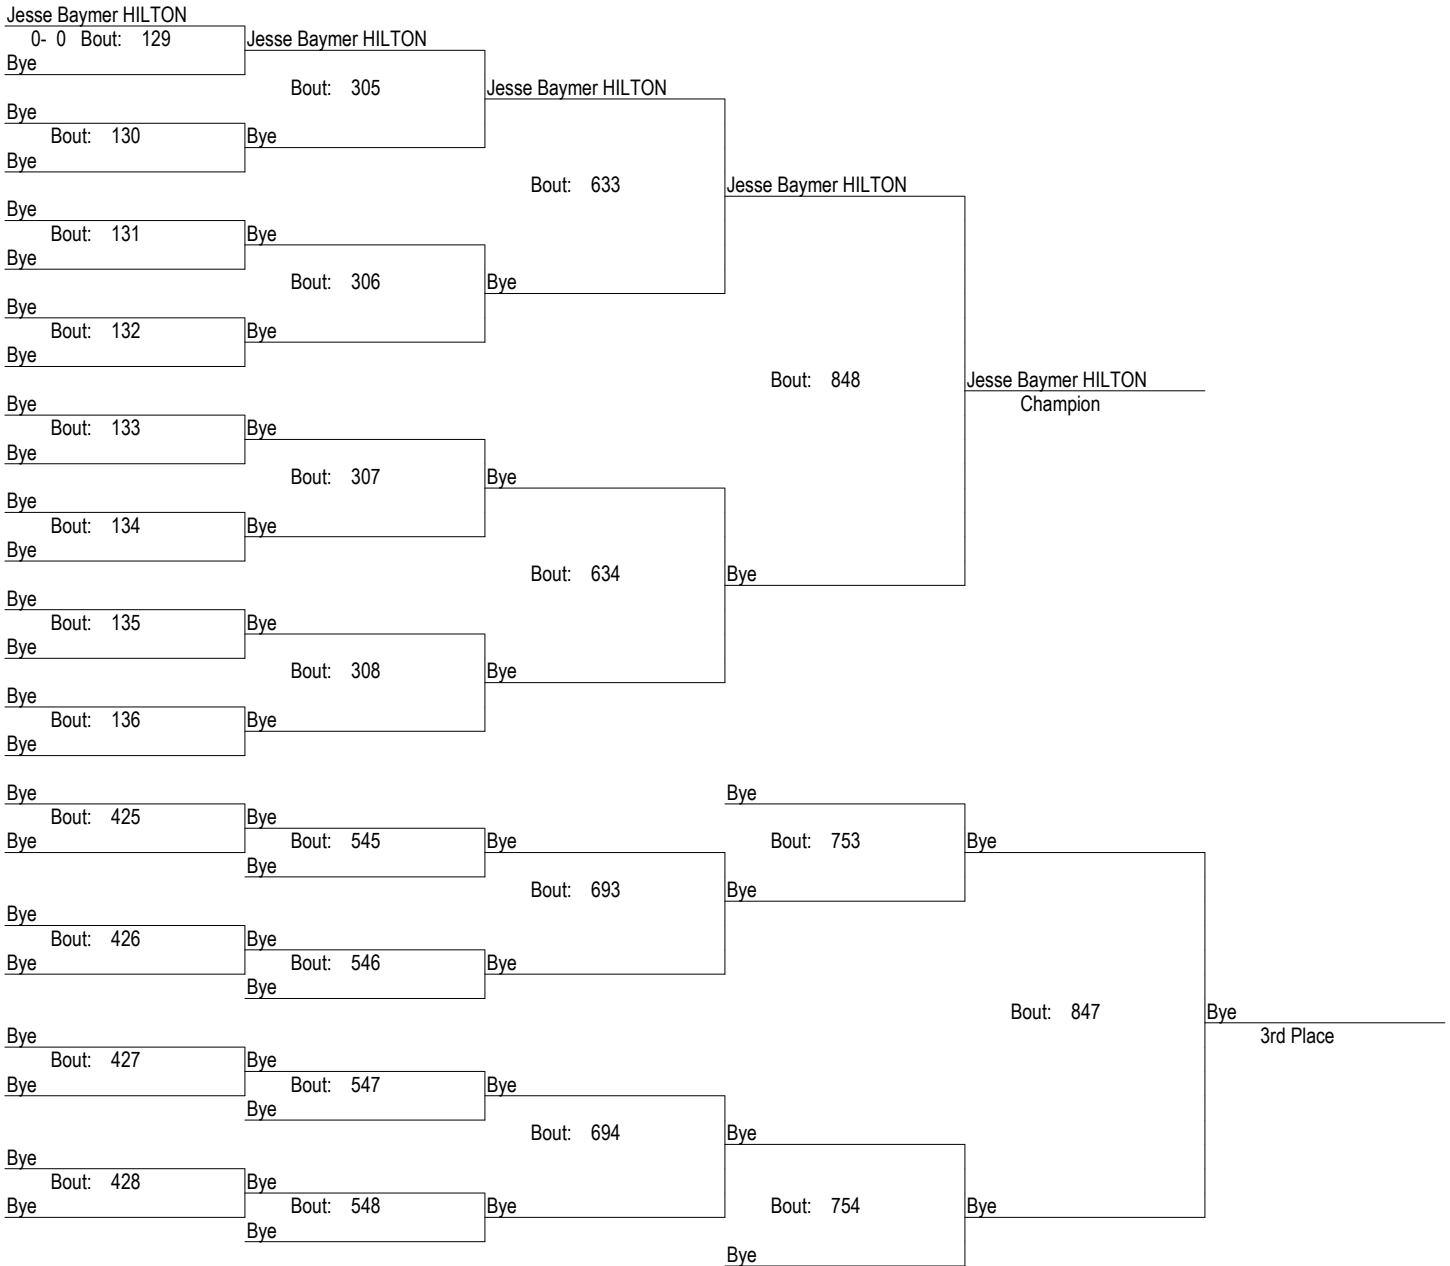 Jesse Baymer HILTON
0- 0 Bout: 129 Jesse Baymer HILTON
Bye
Bout: 305 Jesse Baymer HILTON
Bye
Bout: 130 Bye
Bye
Bout: 633 Jesse Baymer HILTON
Bye
Bout: 131 Bye
Bye
Bout: 306 Bye
Bye
Bout: 132 Bye
Bye
Bout: 848 Jesse Baymer HILTON
Bye Champion
Bout: 133 Bye
Bye
Bout: 307 Bye
Bye
Bout: 134 Bye
Bye
Bout: 634 Bye
Bye
Bout: 135 Bye
Bye
Bout: 308 Bye
Bye
Bout: 136 Bye
Bye
Bye Bye
Bout: 425 Bye
Bye Bout: 545 Bye Bout: 753 Bye
Bye
Bout: 693 Bye
Bye
Bout: 426 Bye
Bye Bout: 546 Bye
Bye
Bout: 847 Bye
Bye 3rd Place
Bout: 427 Bye
Bye Bout: 547 Bye
Bye
Bout: 694 Bye
Bye
Bout: 428 Bye
Bye Bout: 548 Bye Bout: 754 Bye
Bye
Bye